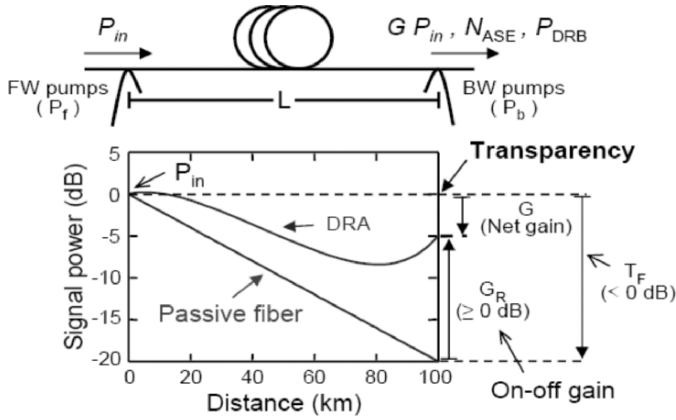 P_in
G P_in , N_ASE , P_DRB
FW pumps
( P_f )
L
BW pumps
( P_b )
Transparency
Signal power (dB)
5
0
-5
-10
-15
-20
P_in
DRA
Passive fiber
G
(Net gain)
G_R
(≥ 0 dB)
T_F
(< 0 dB)
0 20 40 60 80 100
Distance (km)
On-off gain